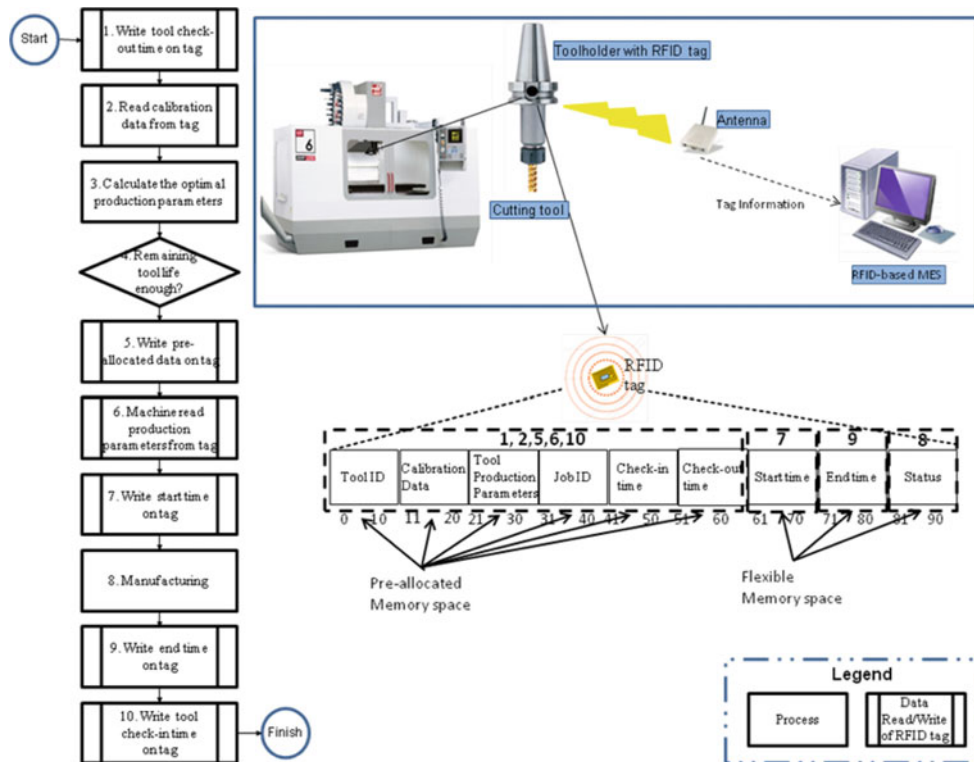 Start
1. Write tool check-
out time on tag
2. Read calibration
data from tag
3. Calculate the optimal
production parameters
4. Remaining
tool life
enough?
5. Write pre-
allocated data on tag
6. Machine read
production
parameters from tag
7. Write start time
on tag
8. Manufacturing
9. Write end time
on tag
10. Write tool
check-in time
on tag
Finish
Toolholder with RFID tag
6
Antenna
Cutting tool
Tag Information
RFID-based MES
RFID
tag
1, 2, 5, 6, 10
7
9
8
Tool ID
Calibration
Data
Tool
Production
Parameters
Job ID
Check-in
time
Check-out
time
Start time
End time
Status
0 10 11 20 21 30 31 40 41 50 51 60 61 70 71 80 81 90
Pre-allocated
Memory space
Flexible
Memory space
Legend
Process
Data
Read/Write
of RFID tag